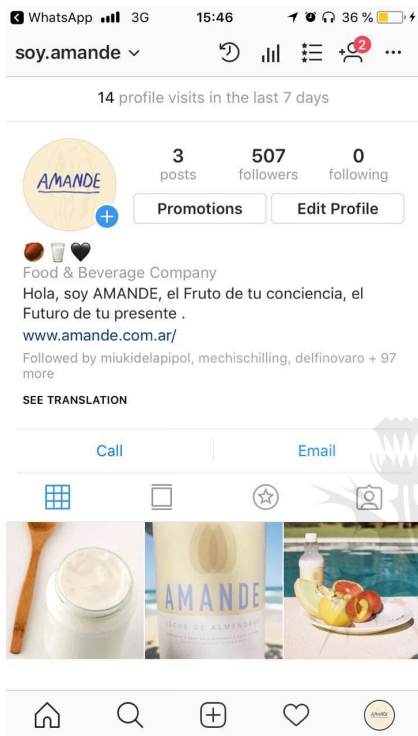 WhatsApp 3G 15:46 36 %
soy.amande 2
14 profile visits in the last 7 days
AMANDE
3 507 0
posts followers following
Promotions Edit Profile
Food & Beverage Company
Hola, soy AMANDE, el Fruto de tu conciencia, el
Futuro de tu presente .
www.amande.com.ar/
Followed by miukidelapipol, mechischilling, delfinovaro + 97
more
SEE TRANSLATION
Call Email
AMANDE
LECHE DE ALMENDRAS
AMANDE